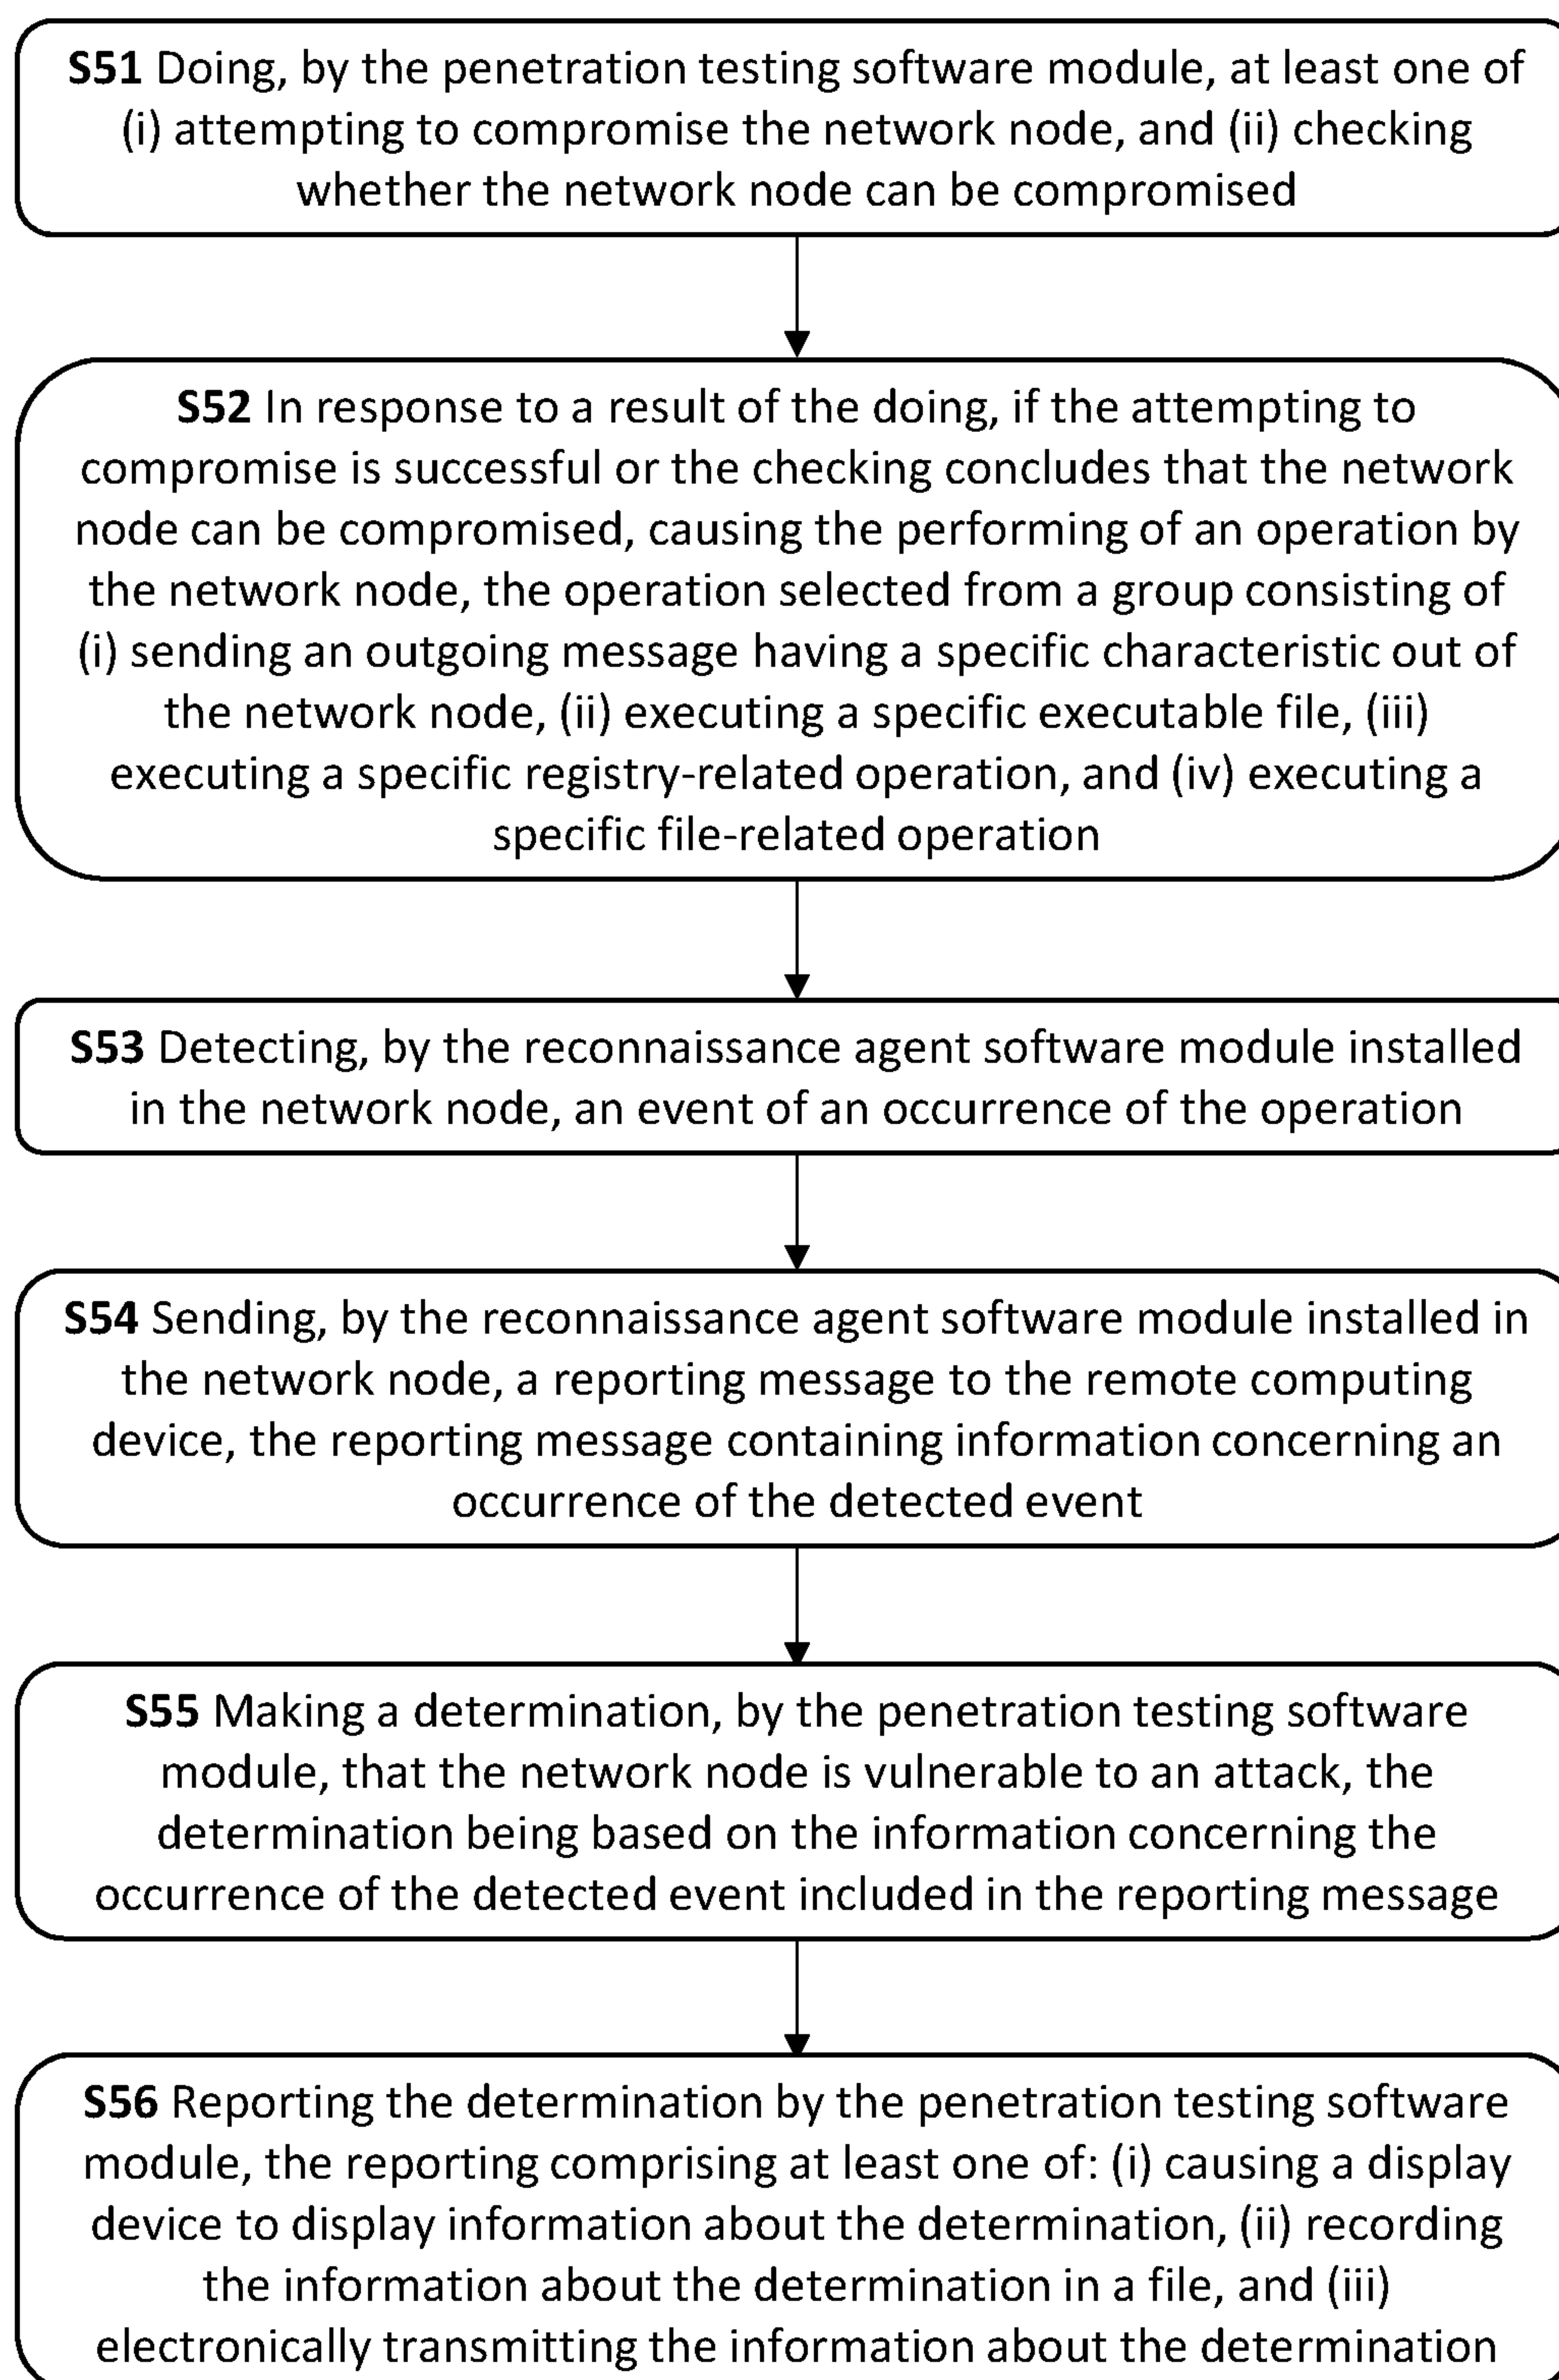 S51 Doing, by the penetration testing software module, at least one of
(i) attempting to compromise the network node, and (ii) checking
whether the network node can be compromised
S52 In response to a result of the doing, if the attempting to
compromise is successful or the checking concludes that the network
node can be compromised, causing the performing of an operation by
the network node, the operation selected from a group consisting of
(i) sending an outgoing message having a specific characteristic out of
the network node, (ii) executing a specific executable file, (iii)
executing a specific registry-related operation, and (iv) executing a
specific file-related operation
S53 Detecting, by the reconnaissance agent software module installed
in the network node, an event of an occurrence of the operation
S54 Sending, by the reconnaissance agent software module installed in
the network node, a reporting message to the remote computing
device, the reporting message containing information concerning an
occurrence of the detected event
S55 Making a determination, by the penetration testing software
module, that the network node is vulnerable to an attack, the
determination being based on the information concerning the
occurrence of the detected event included in the reporting message
S56 Reporting the determination by the penetration testing software
module, the reporting comprising at least one of: (i) causing a display
device to display information about the determination, (ii) recording
the information about the determination in a file, and (iii)
electronically transmitting the information about the determination